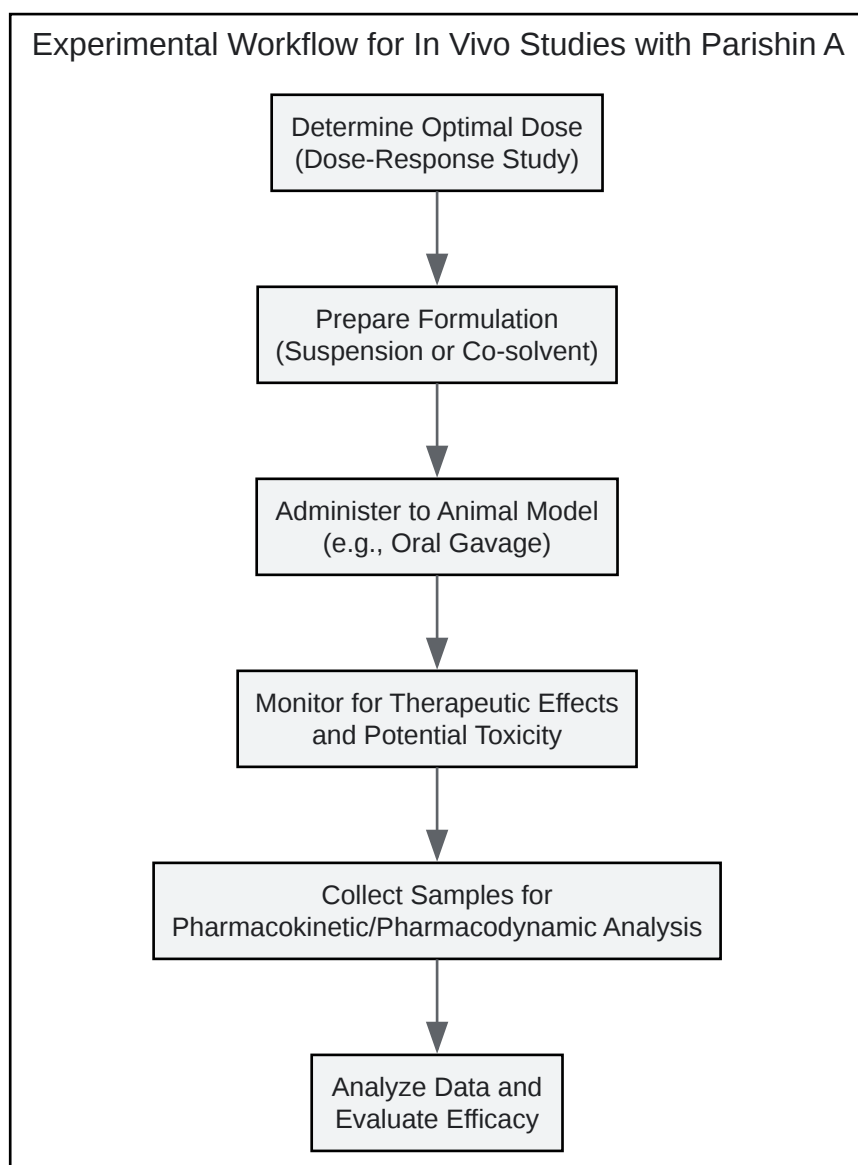 Experimental Workflow for In Vivo Studies with Parishin A
Determine Optimal Dose
(Dose-Response Study)
Prepare Formulation
(Suspension or Co-solvent)
Administer to Animal Model
(e.g., Oral Gavage)
Monitor for Therapeutic Effects
and Potential Toxicity
Collect Samples for
Pharmacokinetic/Pharmacodynamic Analysis
Analyze Data and
Evaluate Efficacy